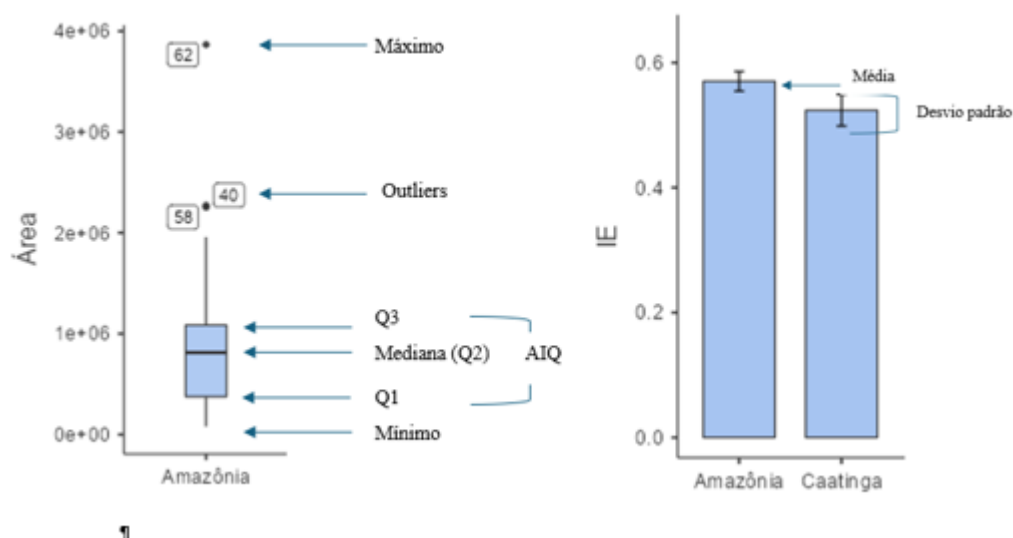 4e+06
3e+06
2e+06
1e+06
0e+00
Área
62
40
58
Amazônia
Máximo
Outliers
Q3
Mediana (Q2)
AIQ
Q1
Mínimo
0.6
0.4
0.2
0.0
IE
Média
Desvio padrão
Amazônia
Caatinga
¶